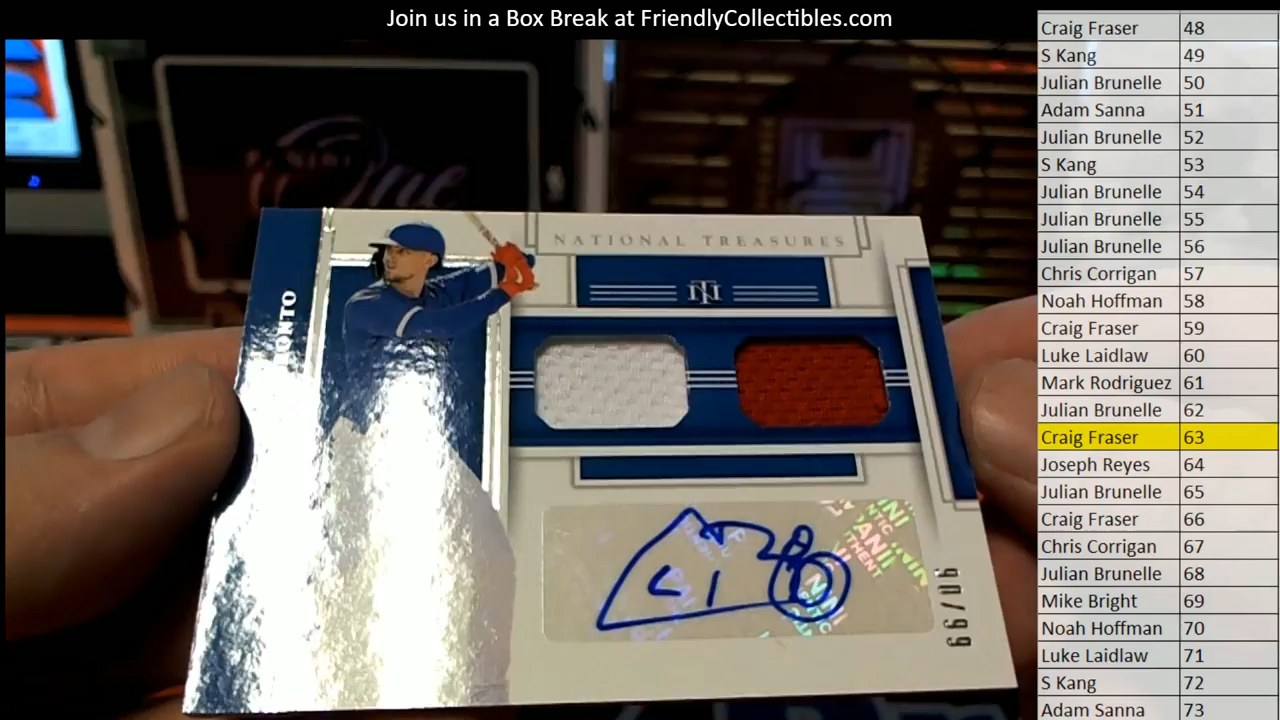 Join us in a Box Break at FriendlyCollectibles.com
Craig Fraser 48
S Kang 49
Julian Brunelle 50
Adam Sanna 51
Julian Brunelle 52
S Kang 53
Julian Brunelle 54
Julian Brunelle 55
Julian Brunelle 56
Chris Corrigan 57
Noah Hoffman 58
Craig Fraser 59
Luke Laidlaw 60
Mark Rodriguez 61
Julian Brunelle 62
Craig Fraser 63
Joseph Reyes 64
Julian Brunelle 65
Craig Fraser 66
Chris Corrigan 67
Julian Brunelle 68
Mike Bright 69
Noah Hoffman 70
Luke Laidlaw 71
S Kang 72
Adam Sanna 73
One
NATIONAL TREASURES
NT
ONTO
90/99